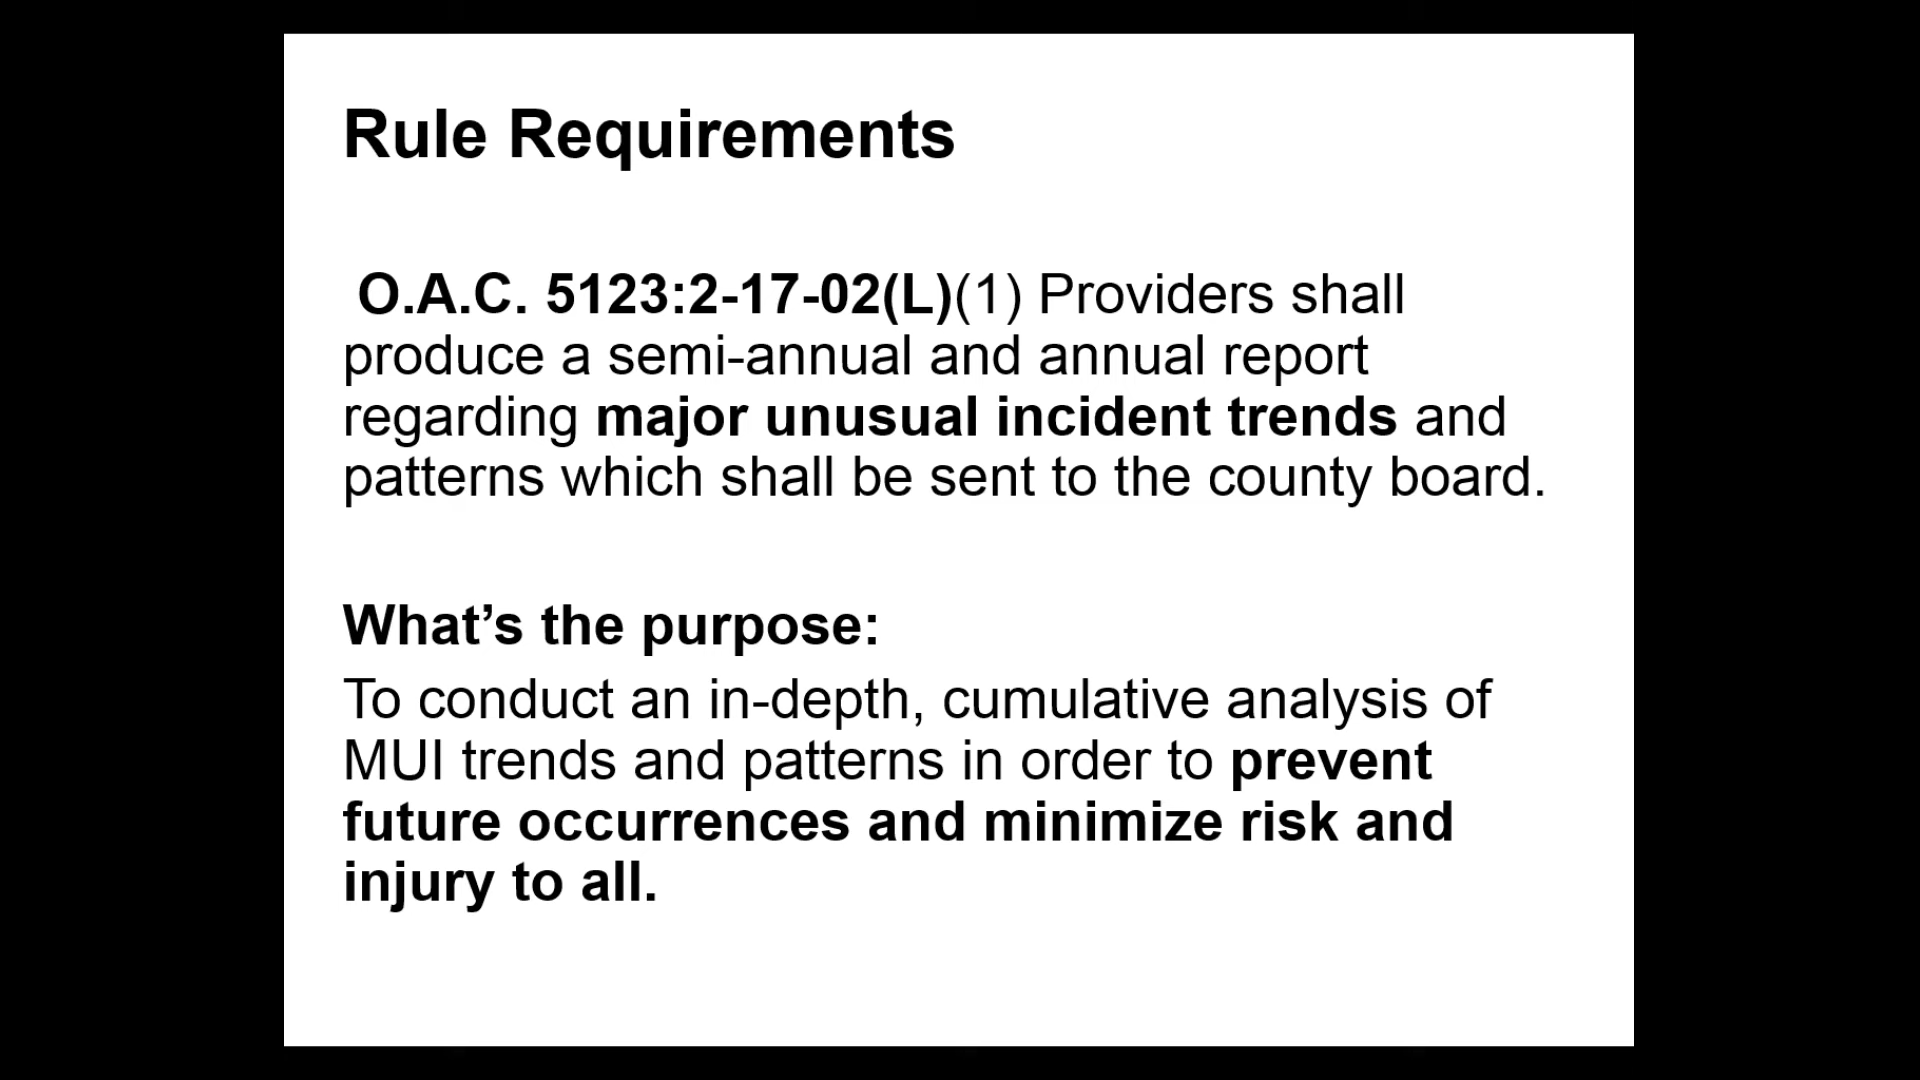 Rule Requirements
O.A.C. 5123:2-17-02(L)(1) Providers shall
produce a semi-annual and annual report
regarding major unusual incident trends and
patterns which shall be sent to the county board.
What’s the purpose:
To conduct an in-depth, cumulative analysis of
MUI trends and patterns in order to prevent
future occurrences and minimize risk and
injury to all.